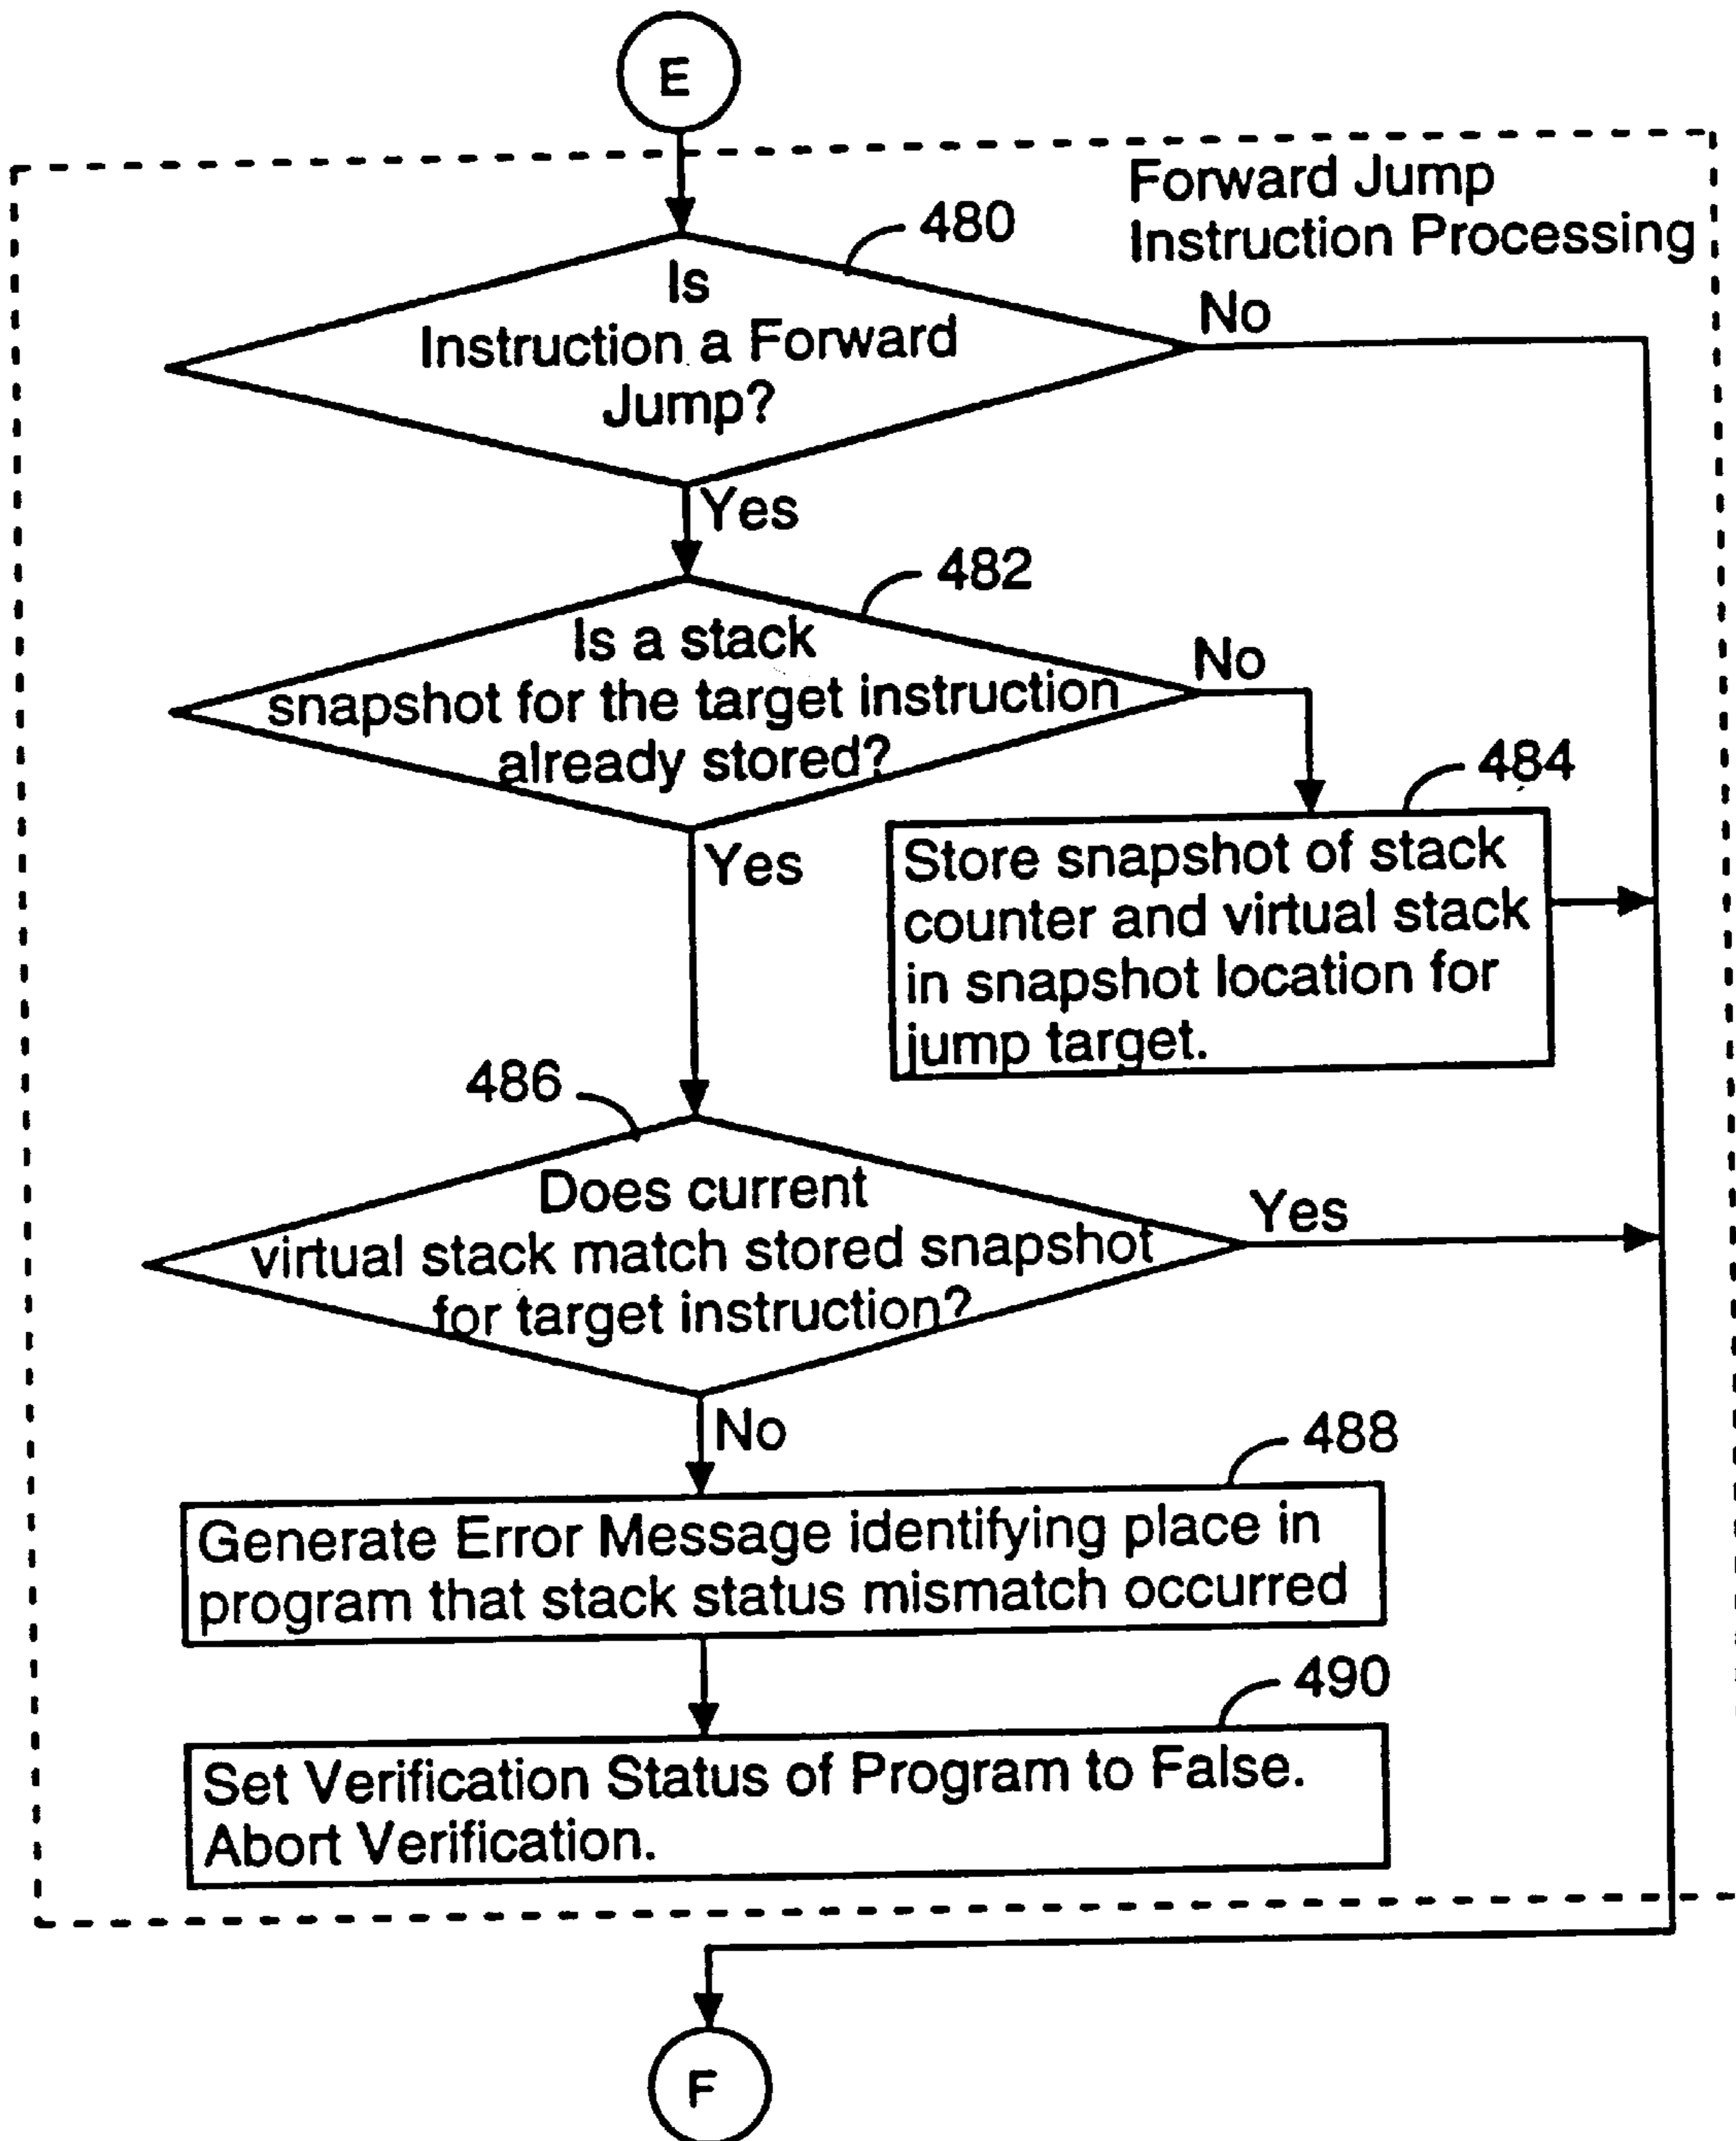 E
Forward Jump
Instruction Processing
480
Is
Instruction a Forward
Jump?
No
Yes
482
Is a stack
snapshot for the target instruction
already stored?
No
Yes
484
Store snapshot of stack
counter and virtual stack
in snapshot location for
jump target.
486
Does current
virtual stack match stored snapshot
for target instruction?
Yes
No
488
Generate Error Message identifying place in
program that stack status mismatch occurred
490
Set Verification Status of Program to False.
Abort Verification.
F